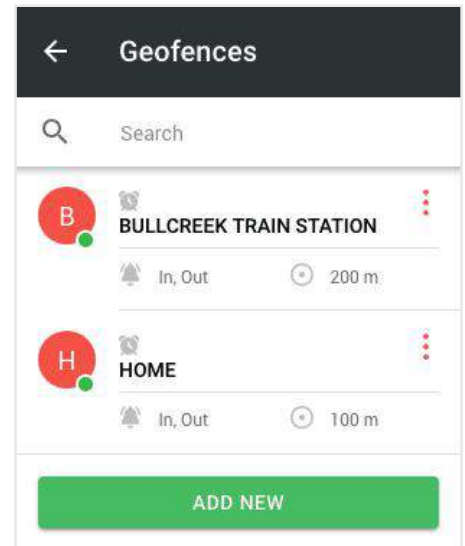 Geofences
Search
B
BULLCREEK TRAIN STATION
In, Out 200 m
H
HOME
In, Out 100 m
ADD NEW